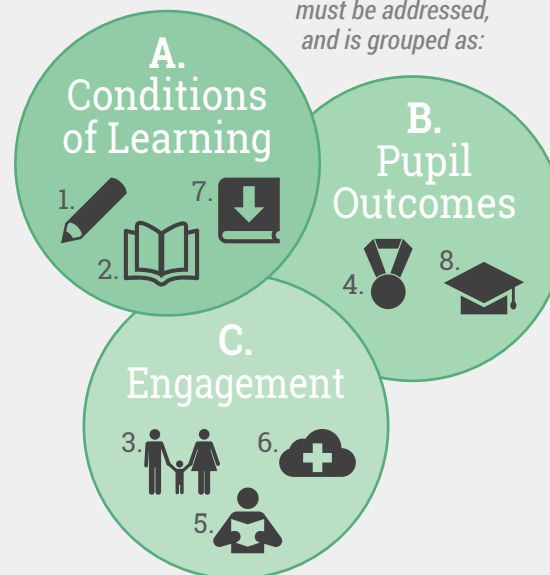 must be addressed,
and is grouped as:
A.
Conditions
of Learning
1.
7.
2.
B.
Pupil
Outcomes
4.
8.
C.
Engagement
3.
6.
5.